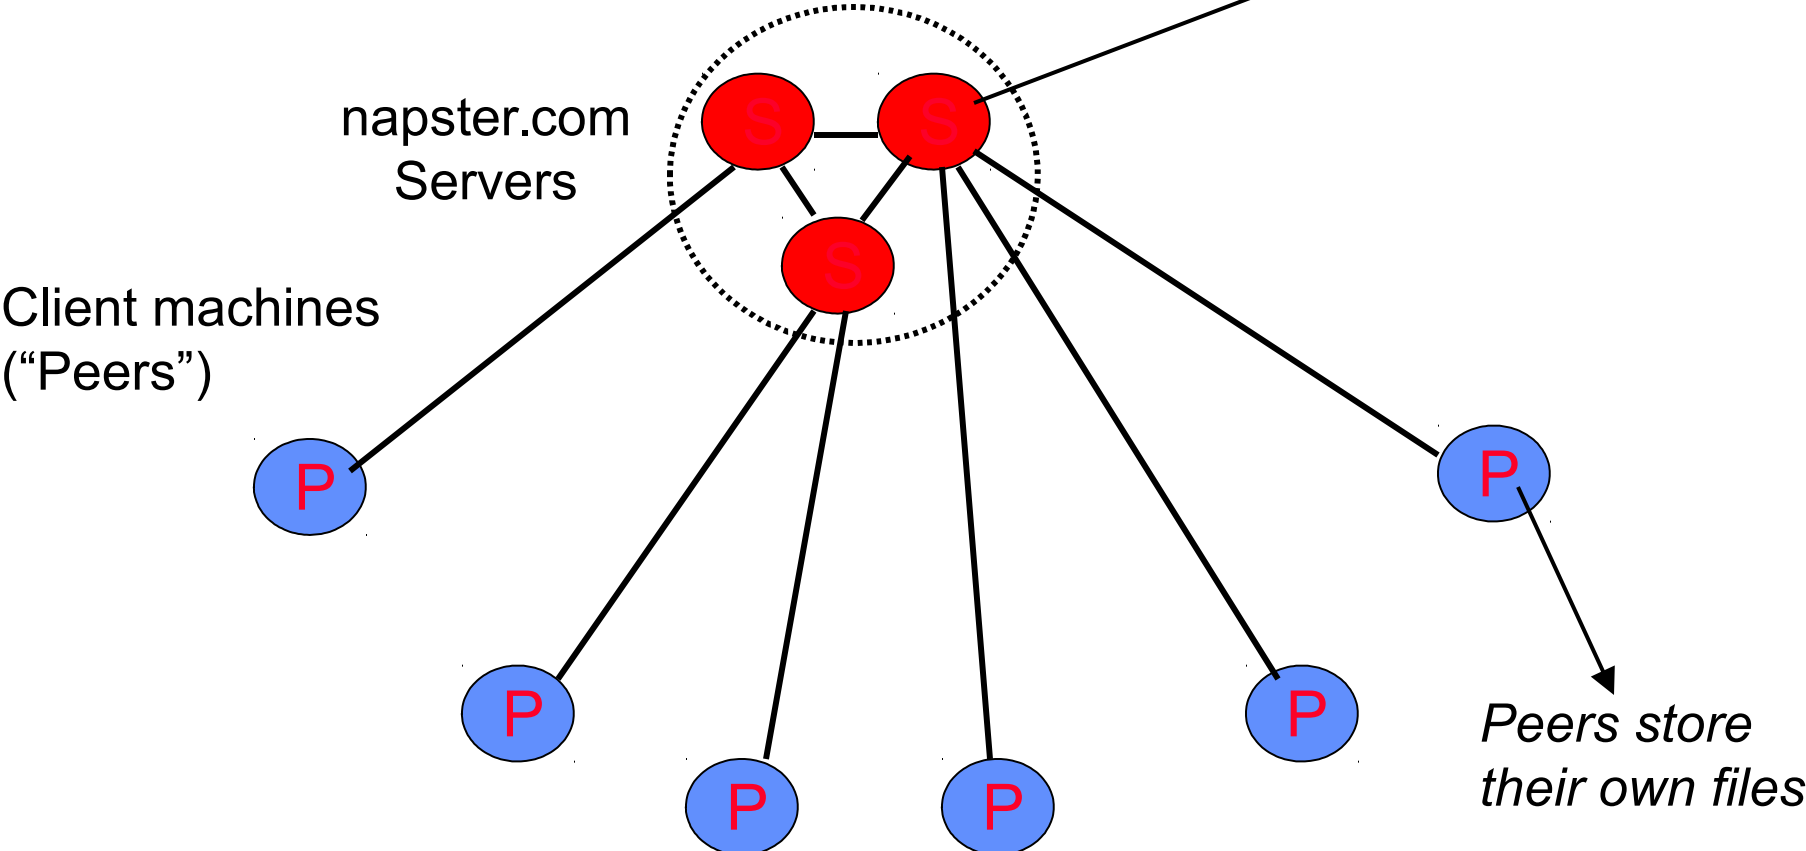 S
S
napster.com
Servers
S
Client machines
(“Peers”)
P
P
P
P
P
P
Peers store
their own files